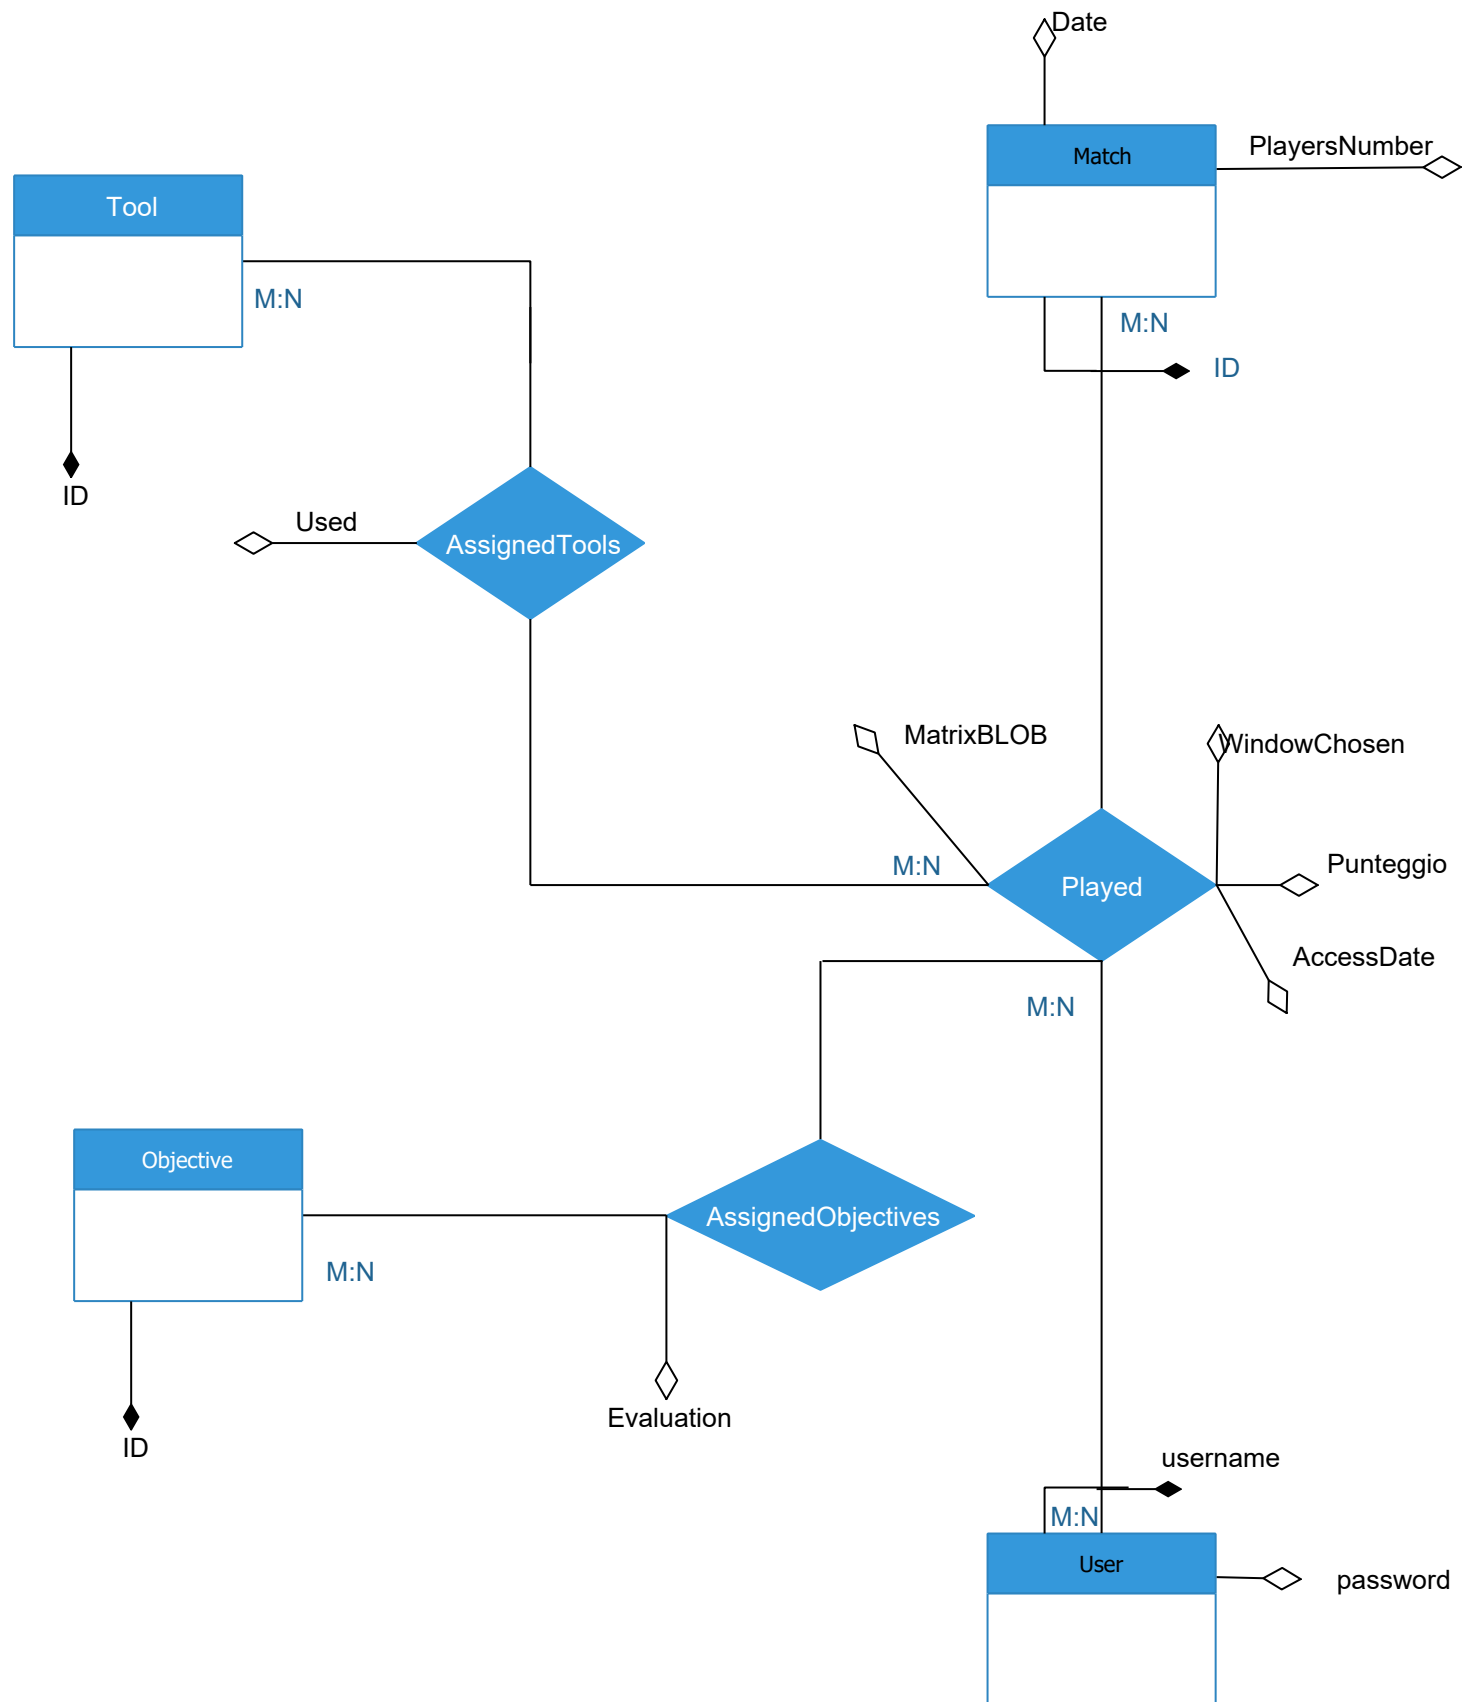 Date
PlayersNumber
Match
Tool
M:N
M:N
ID
ID
Used
AssignedTools
MatrixBLOB
WindowChosen
M:N
Punteggio
Played
AccessDate
M:N
Objective
AssignedObjectives
M:N
Evaluation
ID
username
M:N
User
password